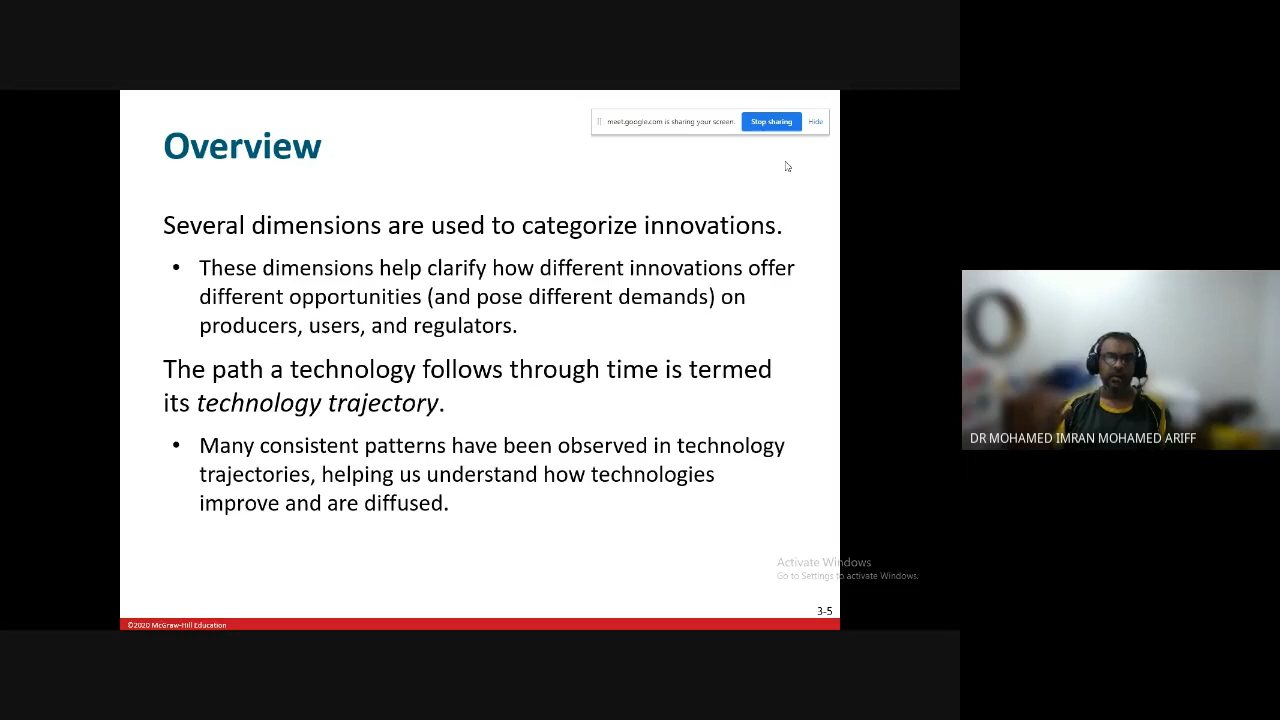 meet.google.com is sharing your screen.
Stop sharing
Hide
Overview
Several dimensions are used to categorize innovations.
• These dimensions help clarify how different innovations offer
different opportunities (and pose different demands) on
producers, users, and regulators.
The path a technology follows through time is termed
its technology trajectory.
• Many consistent patterns have been observed in technology
trajectories, helping us understand how technologies
improve and are diffused.
DR MOHAMED IMRAN MOHAMED ARIFF
Activate Windows
Go to Settings to activate Windows.
3-5
©2020 McGraw-Hill Education